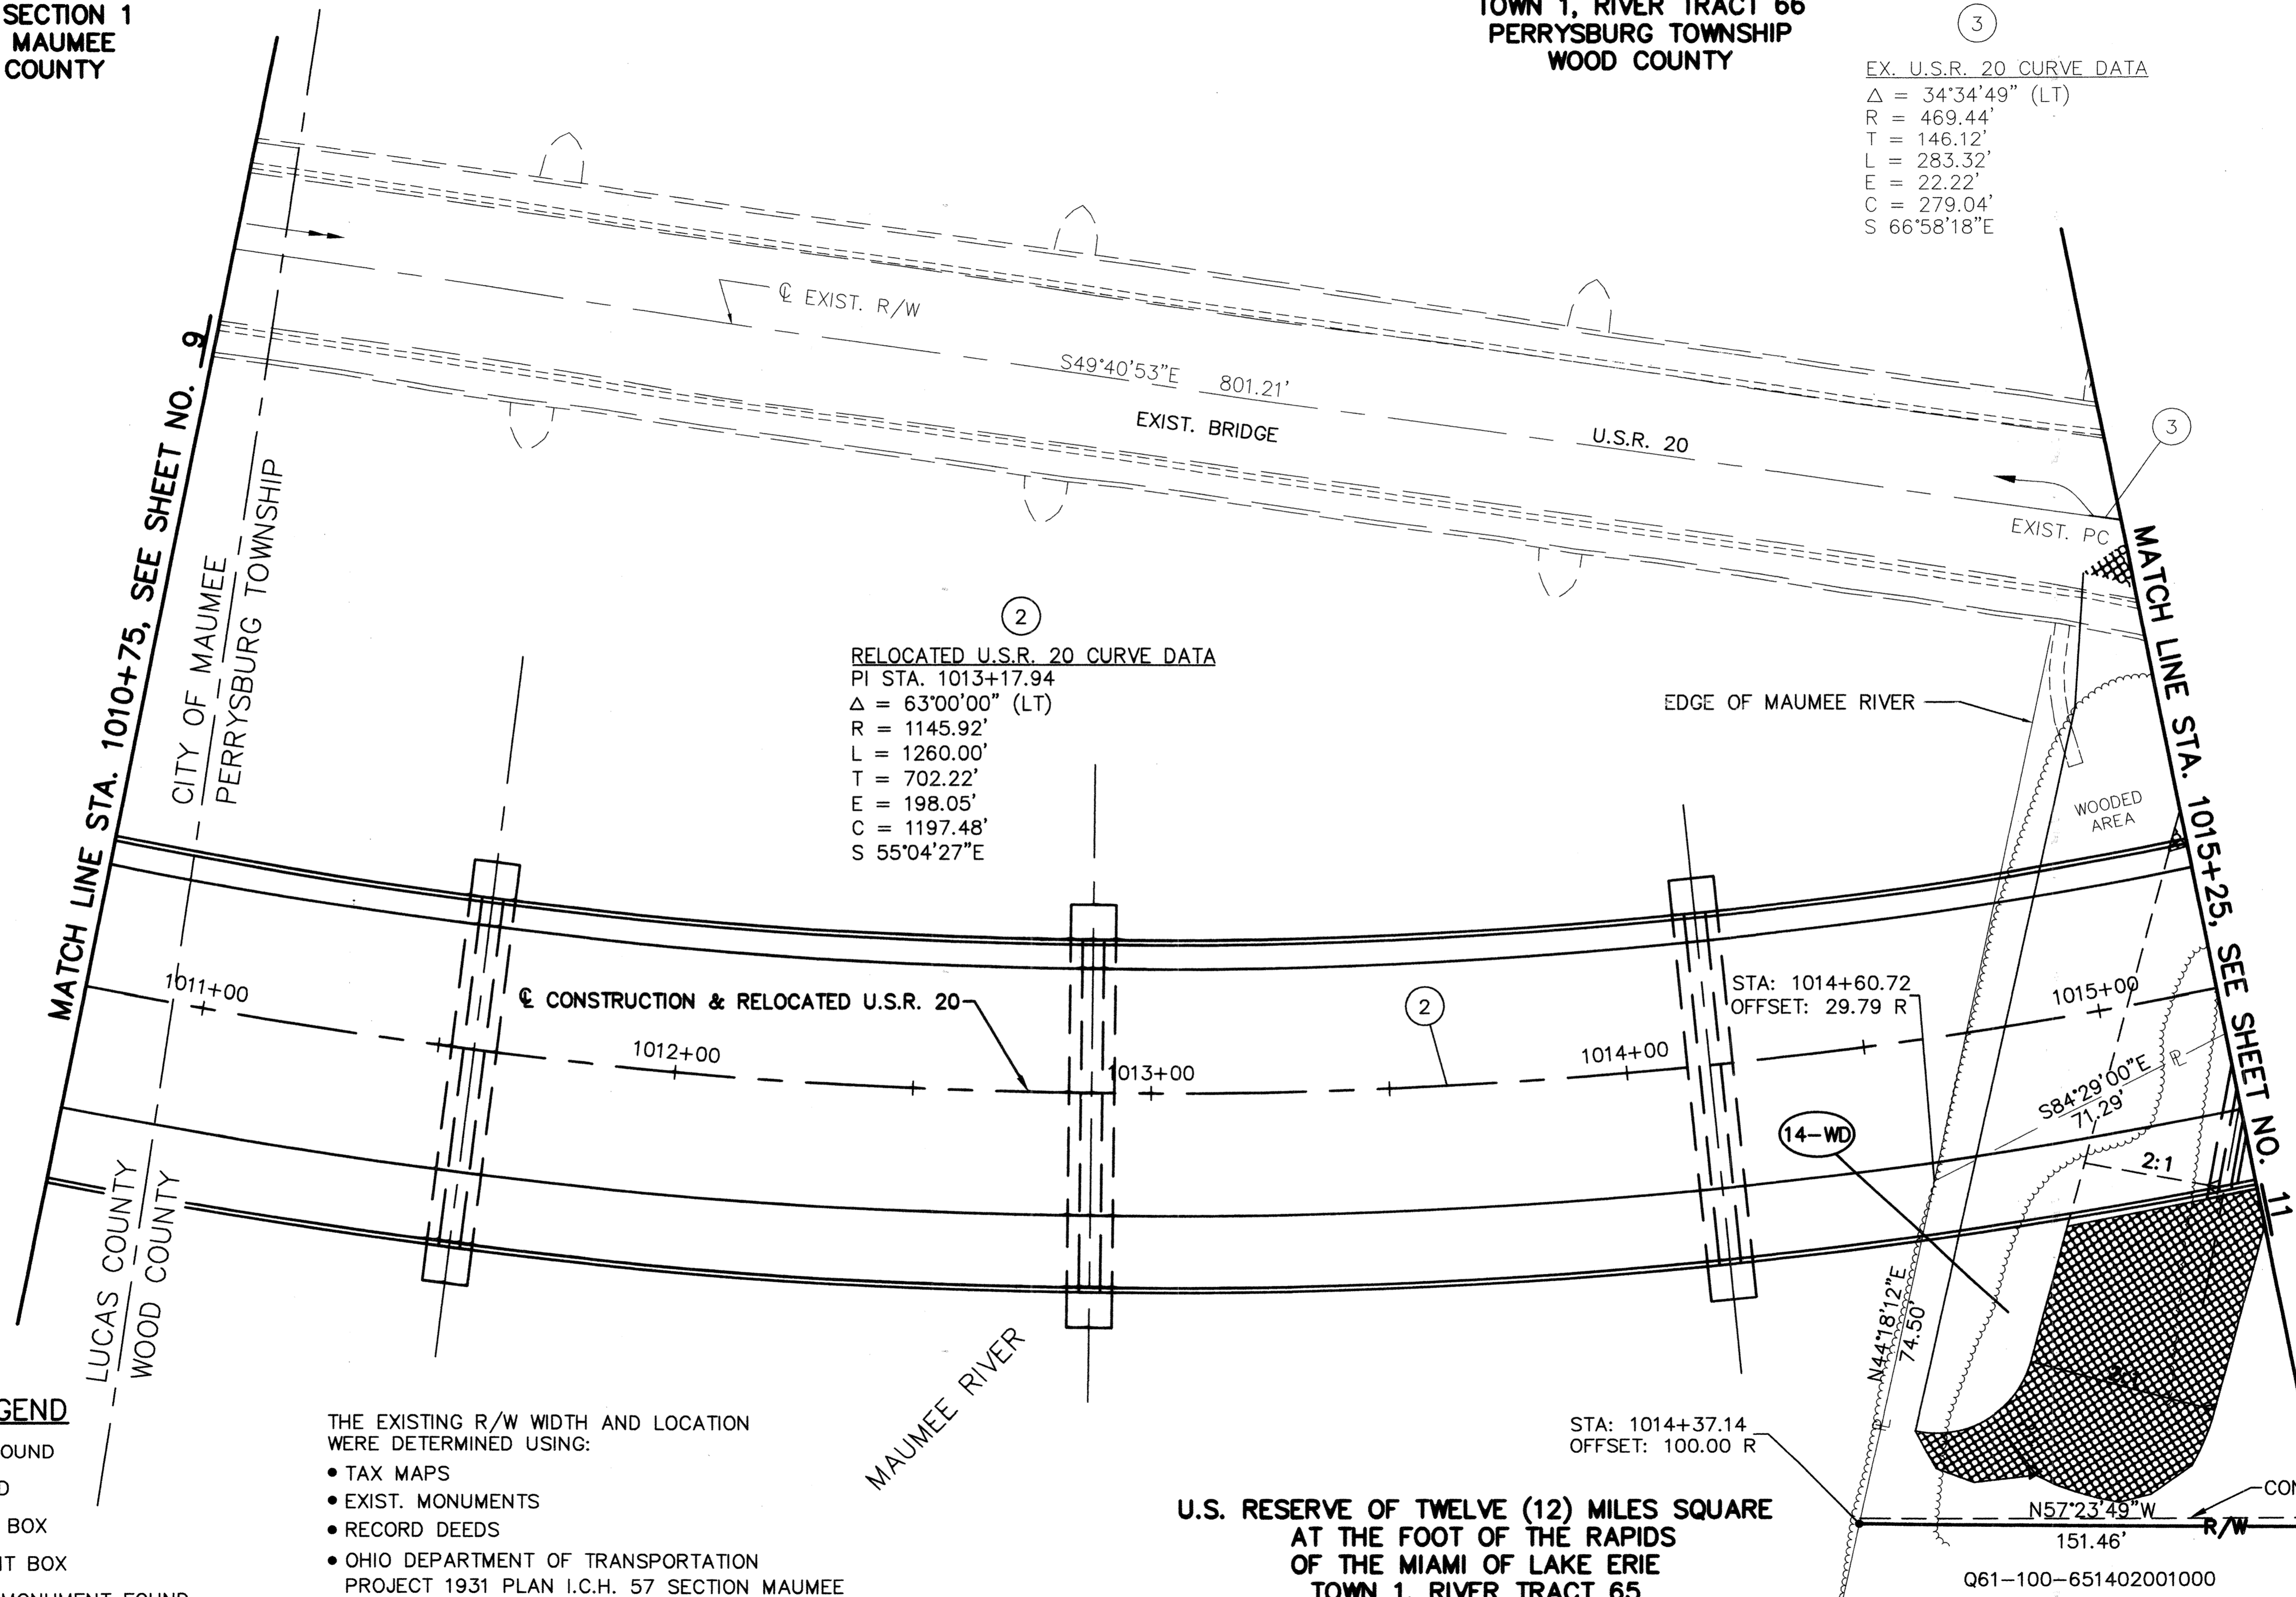 SECTION 1
MAUMEE
COUNTY
TOWN 1, RIVER TRACT 66
PERRYSBURG TOWNSHIP
WOOD COUNTY
3
EX. U.S.R. 20 CURVE DATA
Δ = 34°34'49" (LT)
R = 469.44'
T = 146.12'
L = 283.32'
E = 22.22'
C = 279.04'
S 66°58'18"E
℄ EXIST. R/W
S49°40'53"E 801.21'
EXIST. BRIDGE
U.S.R. 20
3
EXIST. PC
MATCH LINE STA. 1010+75, SEE SHEET NO. 9
CITY OF MAUMEE
PERRYSBURG TOWNSHIP
2
RELOCATED U.S.R. 20 CURVE DATA
PI STA. 1013+17.94
Δ = 63°00'00" (LT)
R = 1145.92'
L = 1260.00'
T = 702.22'
E = 198.05'
C = 1197.48'
S 55°04'27"E
EDGE OF MAUMEE RIVER
MATCH LINE STA. 1015+25, SEE SHEET NO. 11
WOODED
AREA
1011+00
℄ CONSTRUCTION & RELOCATED U.S.R. 20
1012+00
1013+00
2
1014+00
STA: 1014+60.72
OFFSET: 29.79 R
1015+00
S84°29'00"E
71.29'
℄
14-WD
2:1
LUCAS COUNTY
WOOD COUNTY
N44°18'12"E
74.50'
2:1
MAUMEE RIVER
GEND
OUND
D
BOX
IT BOX
MONUMENT FOUND
THE EXISTING R/W WIDTH AND LOCATION
WERE DETERMINED USING:
• TAX MAPS
• EXIST. MONUMENTS
• RECORD DEEDS
• OHIO DEPARTMENT OF TRANSPORTATION
PROJECT 1931 PLAN I.C.H. 57 SECTION MAUMEE
STA: 1014+37.14
OFFSET: 100.00 R
U.S. RESERVE OF TWELVE (12) MILES SQUARE
AT THE FOOT OF THE RAPIDS
OF THE MIAMI OF LAKE ERIE
TOWN 1, RIVER TRACT 65
CON
N57°23'49"W
R/W
151.46'
Q61-100-651402001000